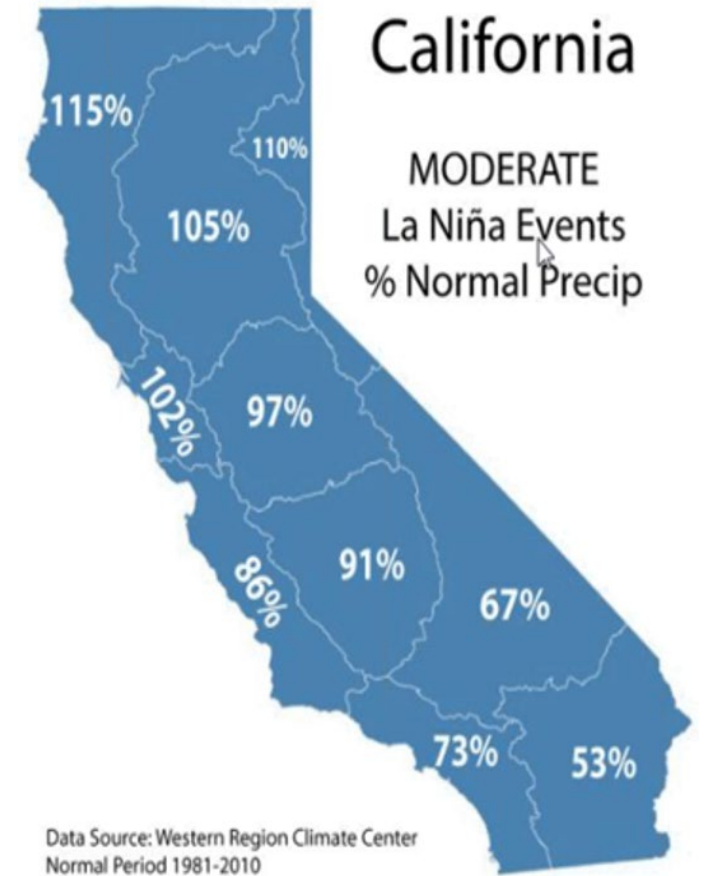 California
MODERATE
La Niña Events
% Normal Precip
115%
110%
105%
102%
97%
86%
91%
67%
73%
53%
Data Source: Western Region Climate Center
Normal Period 1981-2010